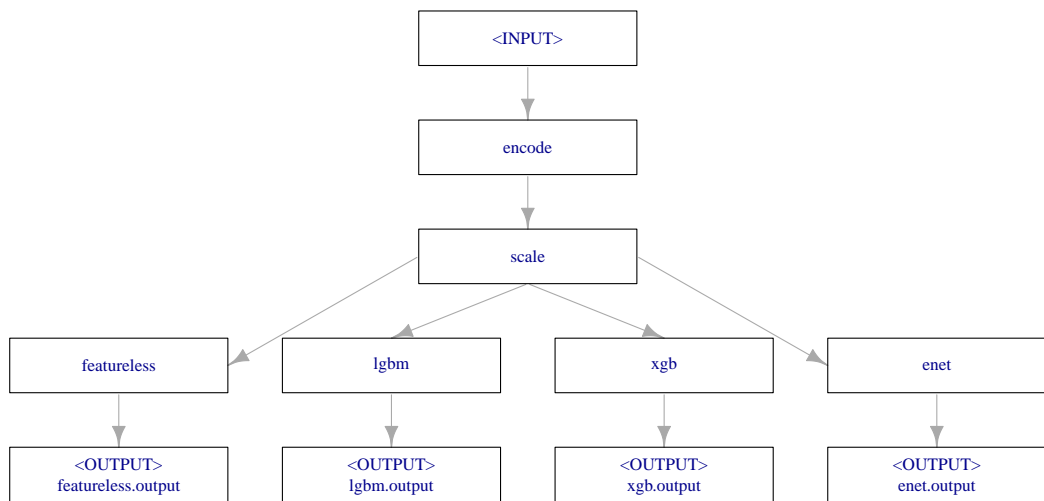 <INPUT>
encode
scale
featureless
lgbm
xgb
enet
<OUTPUT>
featureless.output
<OUTPUT>
lgbm.output
<OUTPUT>
xgb.output
<OUTPUT>
enet.output